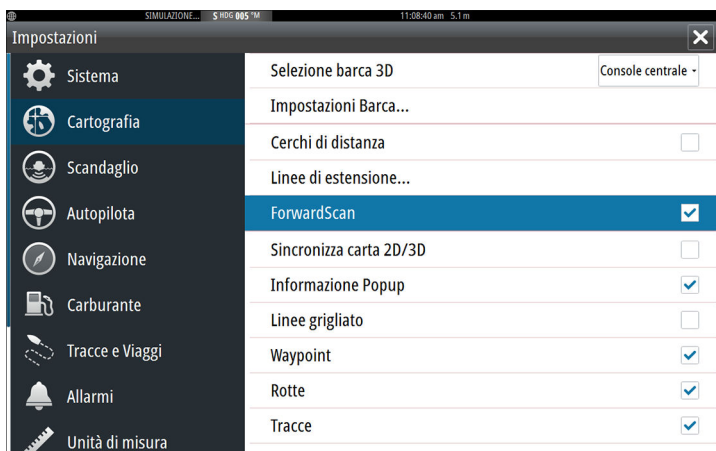 SIMULAZIONE... S HDG 005 °M 11:08:40 am 5.1 m
Impostazioni
Sistema
Cartografia
Scandaglio
Autopilota
Navigazione
Carburante
Tracce e Viaggi
Allarmi
Unità di misura
Selezione barca 3D Console centrale
Impostazioni Barca...
Cerchi di distanza
Linee di estensione...
ForwardScan
Sincronizza carta 2D/3D
Informazione Popup
Linee grigliato
Waypoint
Rotte
Tracce